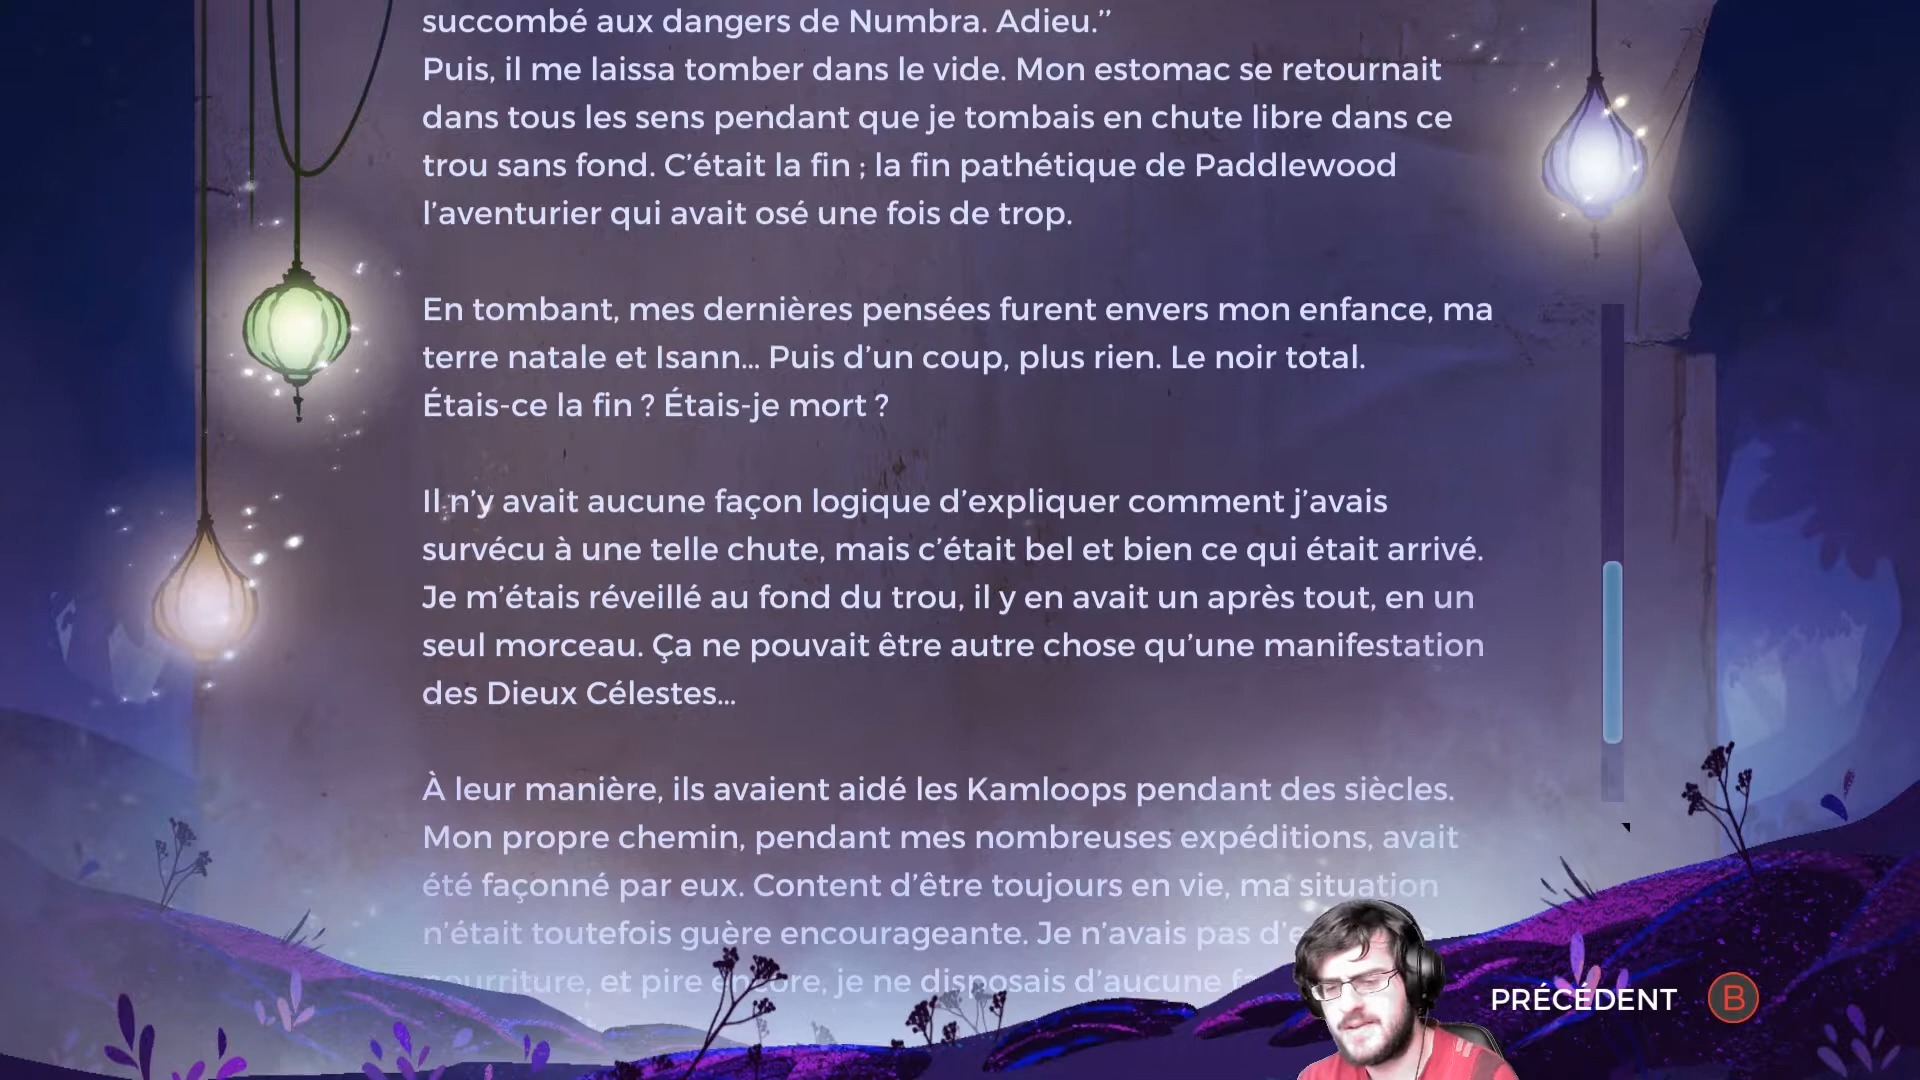 succombé aux dangers de Numbra. Adieu.’’
Puis, il me laissa tomber dans le vide. Mon estomac se retournait
dans tous les sens pendant que je tombais en chute libre dans ce
trou sans fond. C’était la fin ; la fin pathétique de Paddlewood
l’aventurier qui avait osé une fois de trop.
En tombant, mes dernières pensées furent envers mon enfance, ma
terre natale et Isann... Puis d’un coup, plus rien. Le noir total.
Étais-ce la fin ? Étais-je mort ?
Il n’y avait aucune façon logique d’expliquer comment j’avais
survécu à une telle chute, mais c’était bel et bien ce qui était arrivé.
Je m’étais réveillé au fond du trou, il y en avait un après tout, en un
seul morceau. Ça ne pouvait être autre chose qu’une manifestation
des Dieux Célestes...
À leur manière, ils avaient aidé les Kamloops pendant des siècles.
Mon propre chemin, pendant mes nombreuses expéditions, avait
été façonné par eux. Content d’être toujours en vie, ma situation
n’était toutefois guère encourageante. Je n’avais pas
nourriture, et pire encore, je ne disposais d’aucune
PRÉCÉDENT B